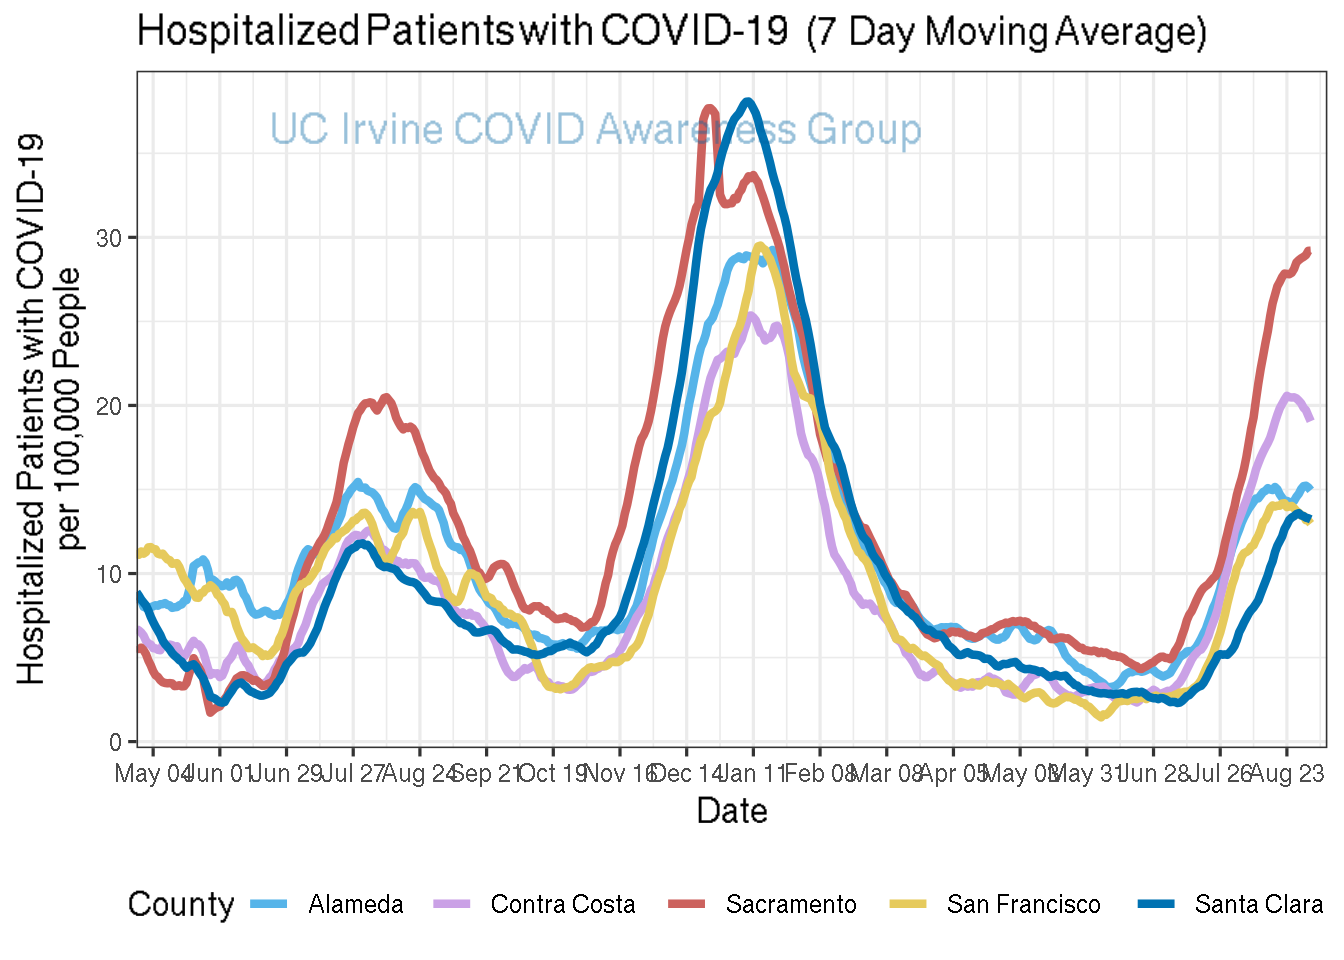 Hospitalized Patients with COVID-19 (7 Day Moving Average)
UC Irvine COVID Awareness Group
Hospitalized Patients with COVID-19
per 100,000 People
30
20
10
0
May 04 Jun 01 Jun 29 Jul 27 Aug 24 Sep 21 Oct 19 Nov 16 Dec 14 Jan 11 Feb 08 Mar 08 Apr 05 May 03 May 31 Jun 28 Jul 26 Aug 23
Date
County Alameda Contra Costa Sacramento San Francisco Santa Clara